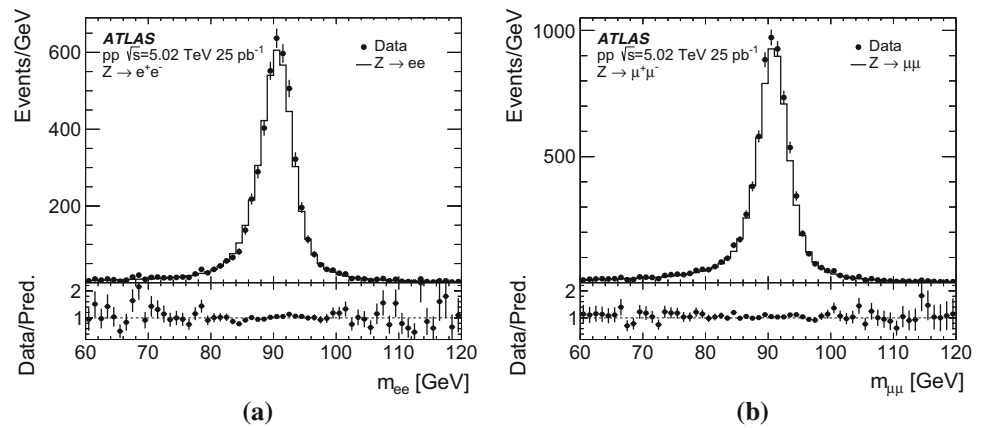 Events/GeV
600
400
200
ATLAS
pp √s=5.02 TeV 25 pb⁻¹
Z → e⁺e⁻
Data
Z → ee
Data/Pred.
2
1
60 70 80 90 100 110 120
mee [GeV]
(a)
Events/GeV
1000
500
ATLAS
pp √s=5.02 TeV 25 pb⁻¹
Z → μ⁺μ⁻
Data
Z → μμ
Data/Pred.
2
1
60 70 80 90 100 110 120
mμμ [GeV]
(b)